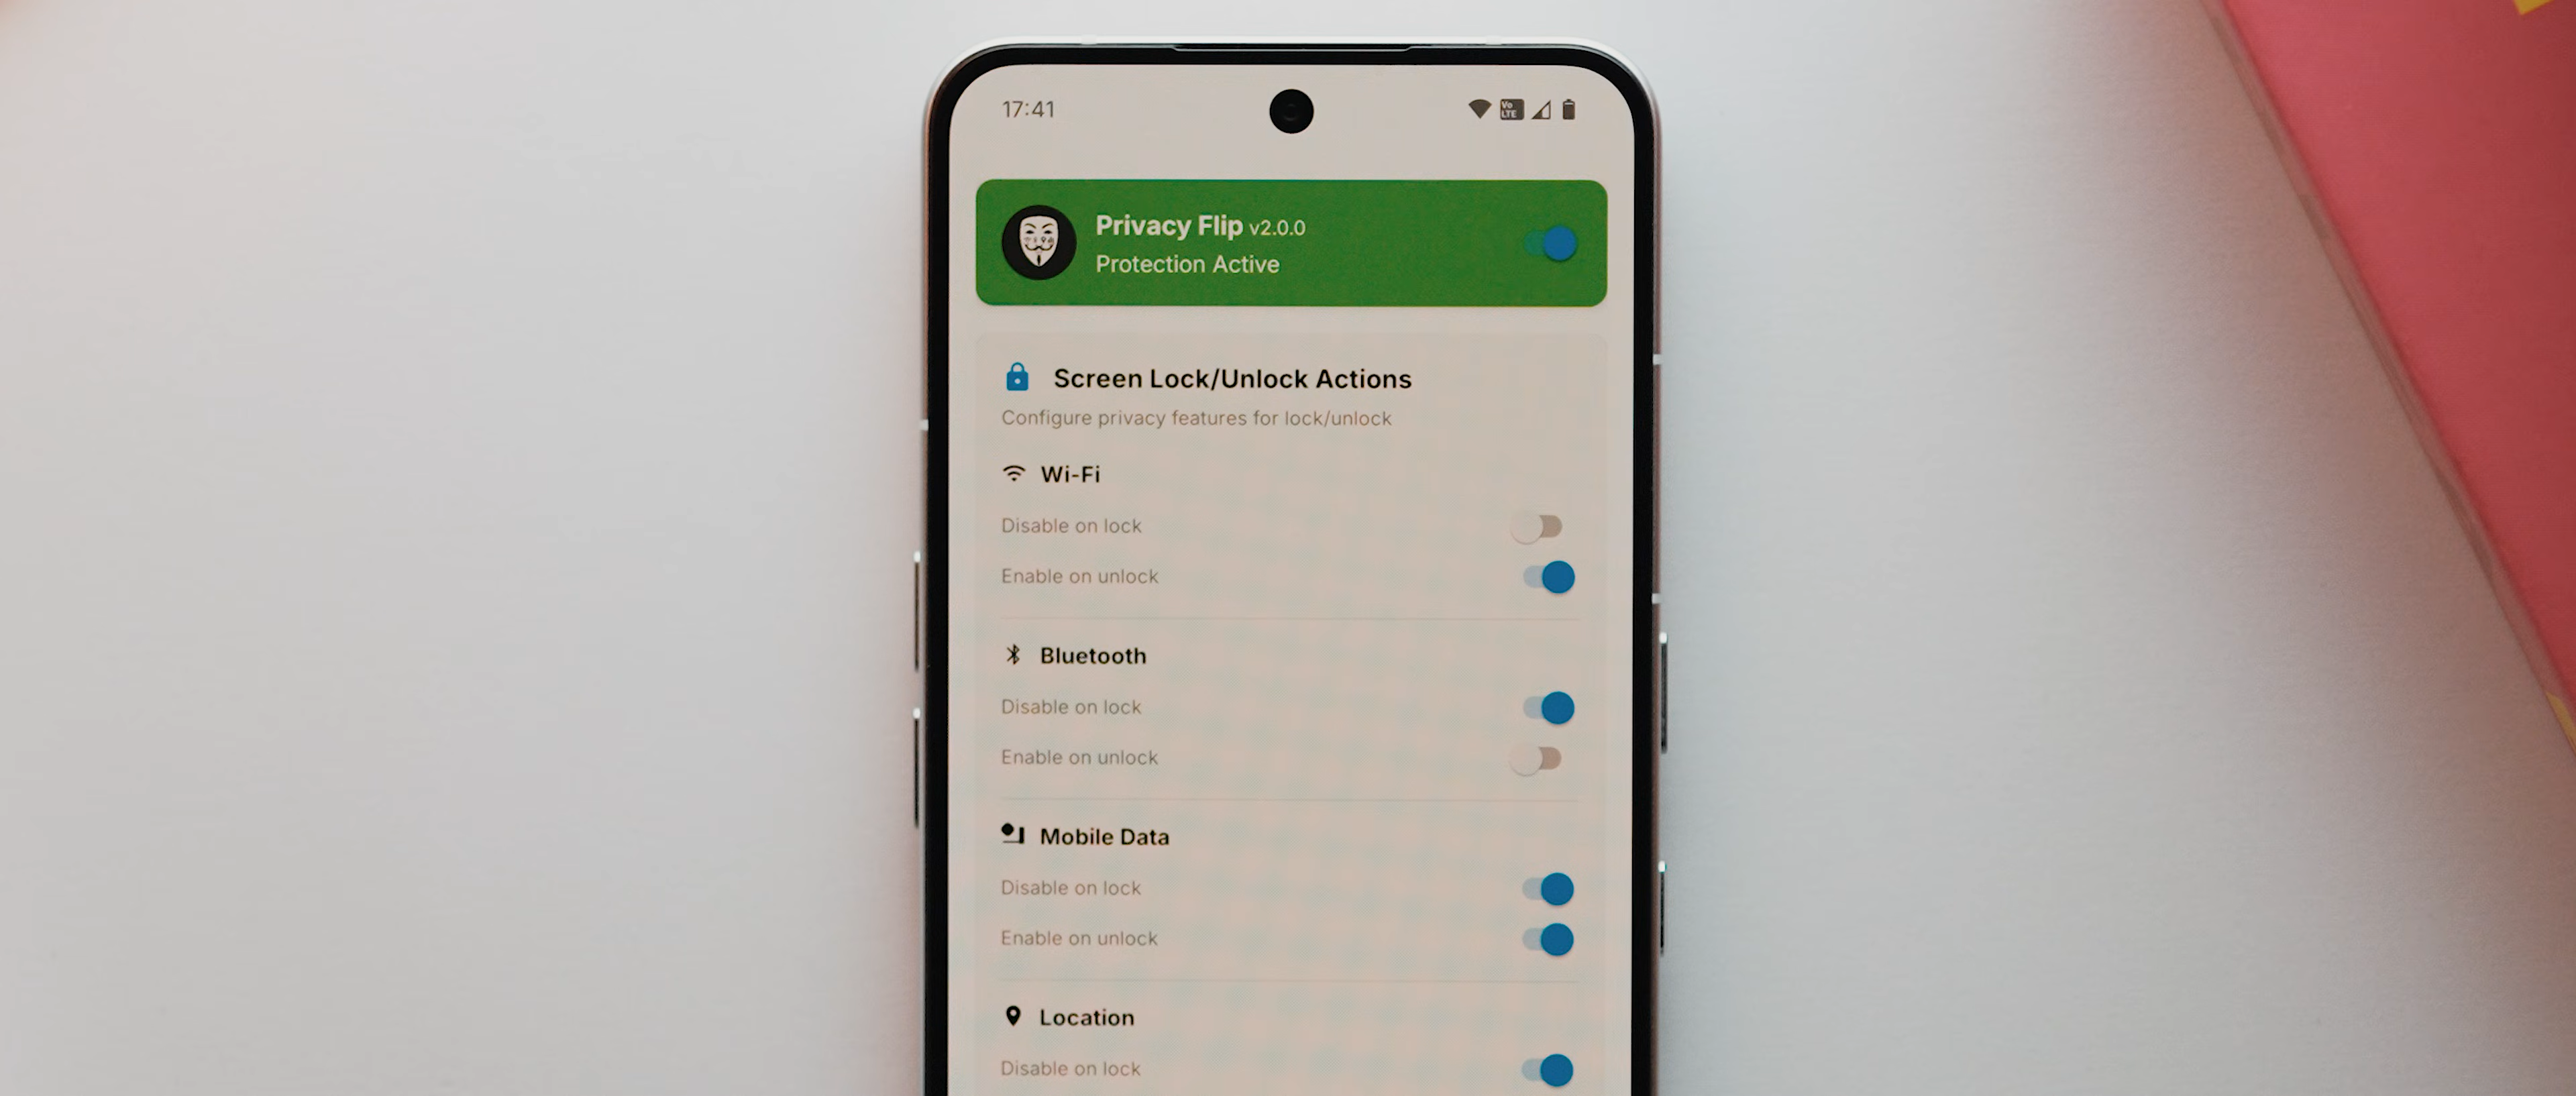 17:41
Vo LTE
Privacy Flip v2.0.0
Protection Active
Screen Lock/Unlock Actions
Configure privacy features for lock/unlock
Wi-Fi
Disable on lock
Enable on unlock
Bluetooth
Disable on lock
Enable on unlock
Mobile Data
Disable on lock
Enable on unlock
Location
Disable on lock